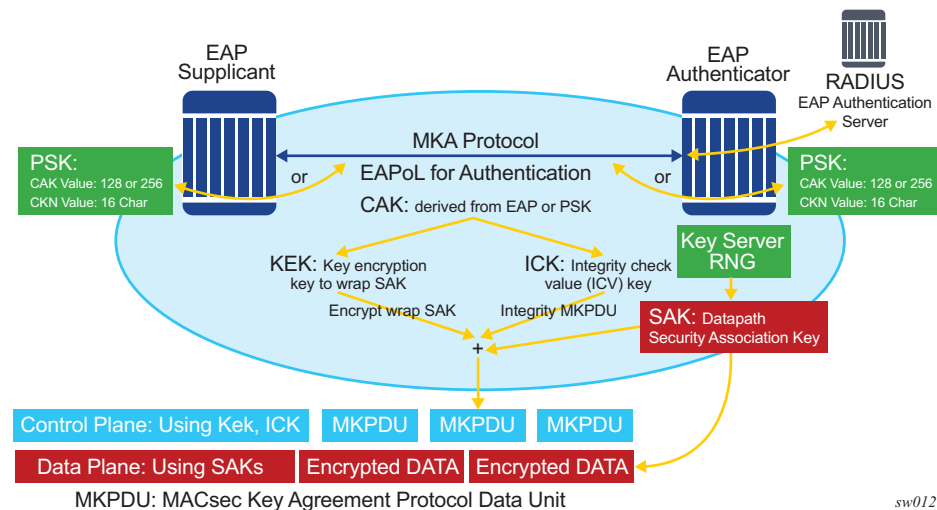 EAP
Supplicant
EAP
Authenticator
RADIUS
EAP Authentication
Server
MKA Protocol
PSK:
CAK Value: 128 or 256
CKN Value: 16 Char
or
EAPoL for Authentication
or
PSK:
CAK Value: 128 or 256
CKN Value: 16 Char
CAK: derived from EAP or PSK
KEK: Key encryption
key to wrap SAK
ICK: Integrity check
value (ICV) key
Key Server
RNG
Encrypt wrap SAK
Integrity MKPDU
SAK: Datapath
Security Association Key
+
Control Plane: Using Kek, ICK
MKPDU
MKPDU
MKPDU
Data Plane: Using SAKs
Encrypted DATA
Encrypted DATA
MKPDU: MACsec Key Agreement Protocol Data Unit
sw012